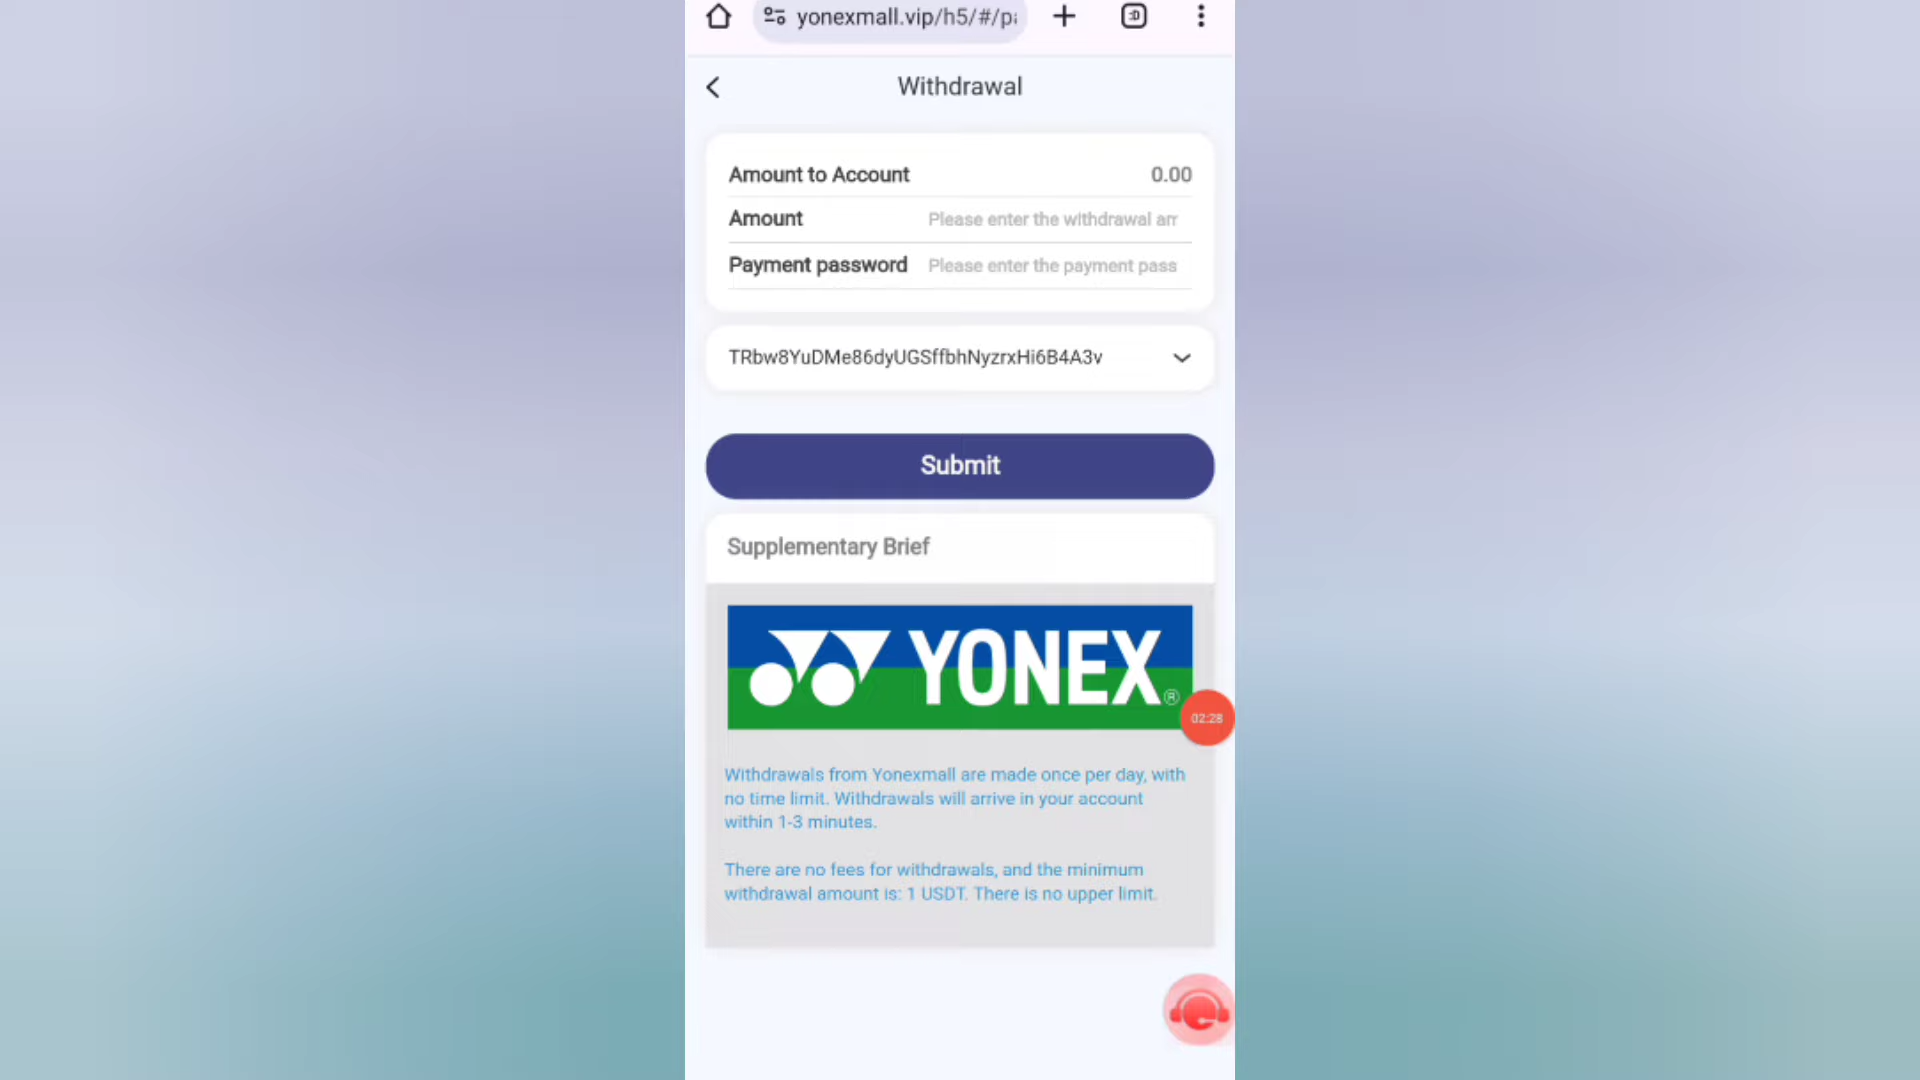 yonexmall.vip/h5/#/pa
Withdrawal
Amount to Account 0.00
Amount Please enter the withdrawal am
Payment password Please enter the payment pass
TRbw8YuDMe86dyUGSffbhNyzrxHi6B4A3v
Submit
Supplementary Brief
YONEX®
02:28
Withdrawals from Yonexmall are made once per day, with
no time limit. Withdrawals will arrive in your account
within 1-3 minutes.
There are no fees for withdrawals, and the minimum
withdrawal amount is: 1 USDT. There is no upper limit.